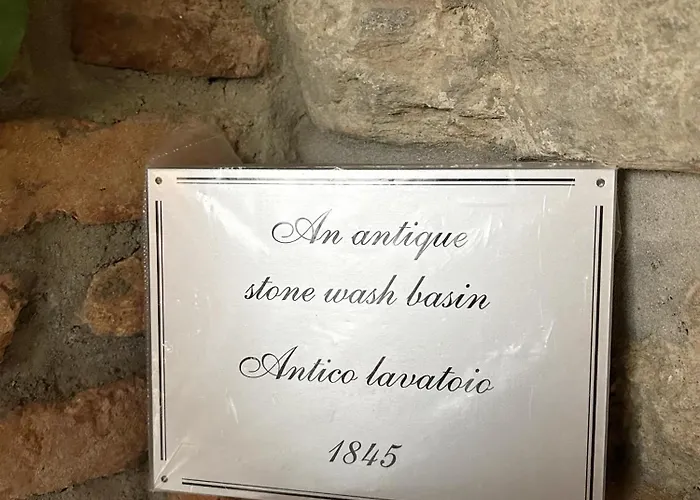 An antique
stone wash basin
Antico lavatoio
1845